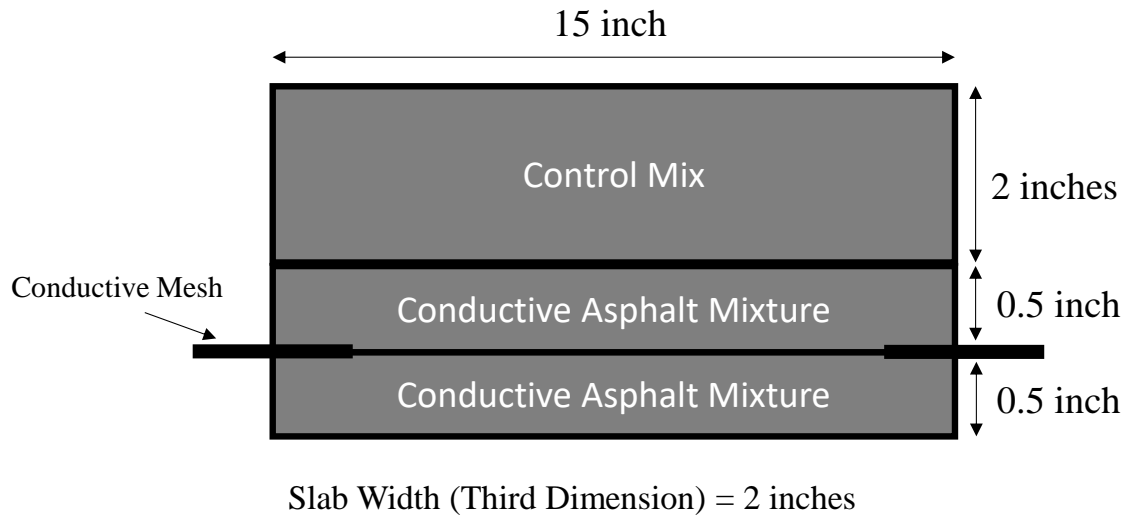 15 inch
Control Mix
2 inches
Conductive Mesh
Conductive Asphalt Mixture
0.5 inch
Conductive Asphalt Mixture
0.5 inch
Slab Width (Third Dimension) = 2 inches